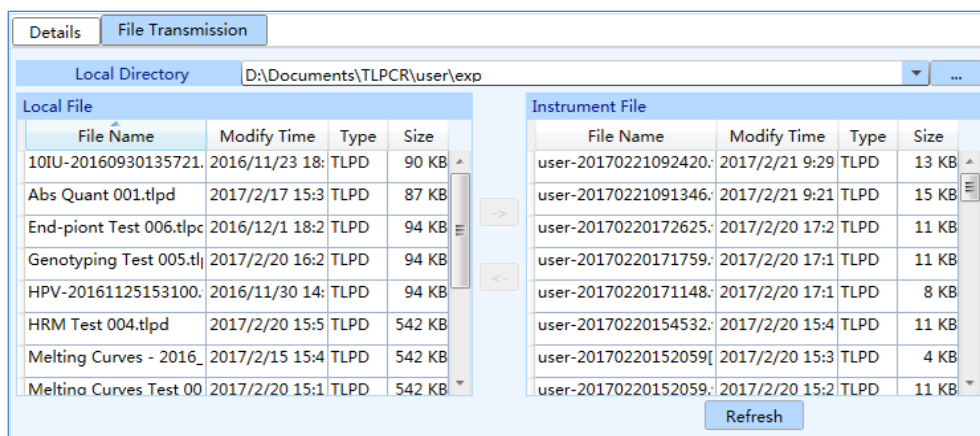 Details File Transmission
Local Directory D:\Documents\TLPCR\user\exp ...
Local File Instrument File
File Name Modify Time Type Size File Name Modify Time Type Size
10IU-20160930135721. 2016/11/23 18: TLPD 90 KB user-20170221092420. 2017/2/21 9:29 TLPD 13 KB
Abs Quant 001.tlpd 2017/2/17 15:3 TLPD 87 KB user-20170221091346. 2017/2/21 9:21 TLPD 15 KB
->
End-piont Test 006.tlpc 2016/12/1 18:2 TLPD 94 KB user-20170220172625. 2017/2/20 17:2 TLPD 11 KB
Genotyping Test 005.tl 2017/2/20 16:2 TLPD 94 KB user-20170220171759. 2017/2/20 17:1 TLPD 11 KB
<-
HPV-20161125153100. 2016/11/30 14: TLPD 94 KB user-20170220171148. 2017/2/20 17:1 TLPD 8 KB
HRM Test 004.tlpd 2017/2/20 15:5 TLPD 542 KB user-20170220154532. 2017/2/20 15:4 TLPD 11 KB
Melting Curves - 2016_ 2017/2/15 15:4 TLPD 542 KB user-20170220152059[ 2017/2/20 15:3 TLPD 4 KB
Melting Curves Test 00 2017/2/20 15:1 TLPD 542 KB user-20170220152059. 2017/2/20 15:2 TLPD 11 KB
Refresh